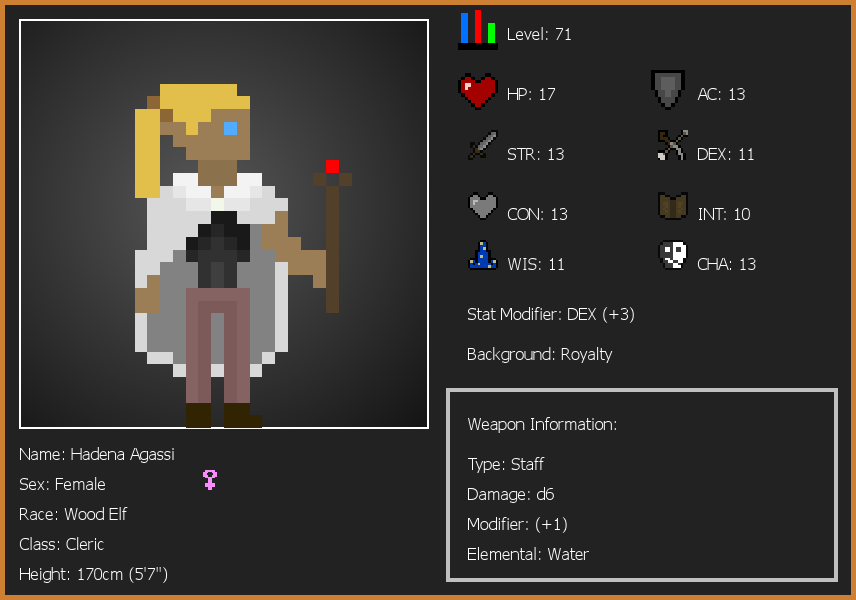 Level: 71
HP: 17
AC: 13
STR: 13
DEX: 11
CON: 13
INT: 10
WIS: 11
CHA: 13
Stat Modifier: DEX (+3)
Background: Royalty
Weapon Information:
Type: Staff
Damage: d6
Modifier: (+1)
Elemental: Water
Name: Hadena Agassi
Sex: Female
Race: Wood Elf
Class: Cleric
Height: 170cm (5'7")